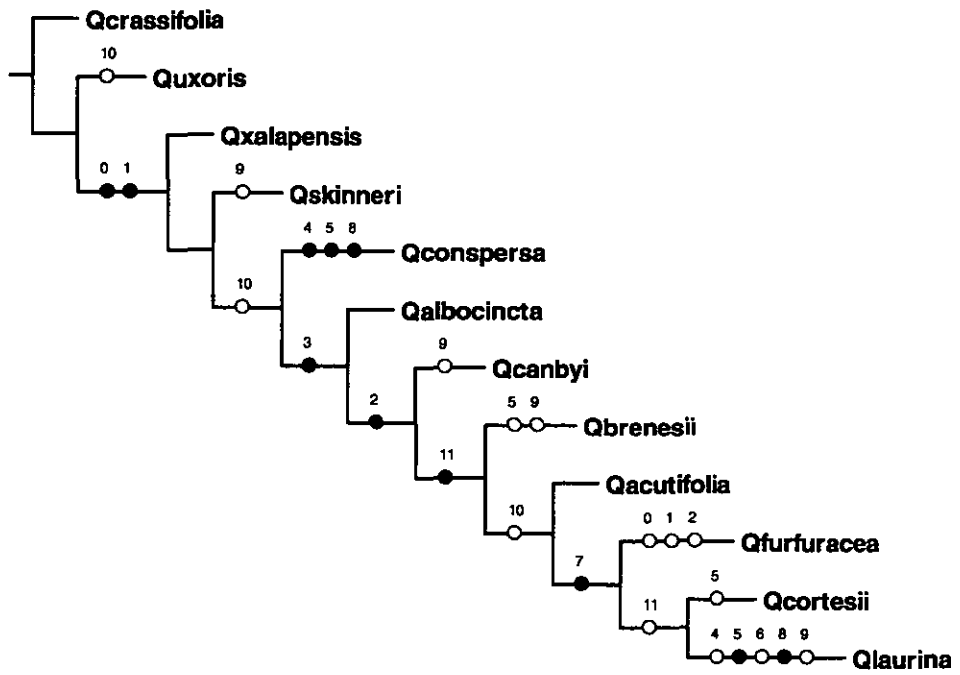 Qcrassifolia
10
Quxoris
Qxalapensis
0 1
9
Qskinneri
4 5 8
Qconspersa
10
Qalbocincta
3
9
Qcanbyi
2
5 9
Qbrenesii
11
Qacutifolia
10
0 1 2
Qfurfuracea
7
5
Qcortesii
11
4 5 6 8 9
Qlaurina